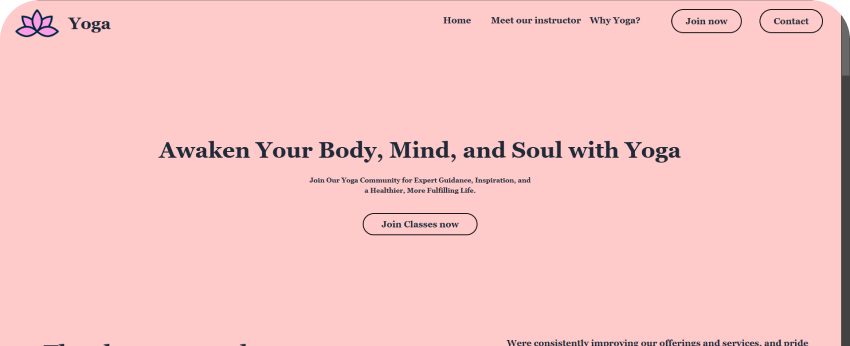 Yoga
Home
Meet our instructor
Why Yoga?
Join now
Contact
Awaken Your Body, Mind, and Soul with Yoga
Join Our Yoga Community for Expert Guidance, Inspiration, and
a Healthier, More Fulfilling Life.
Join Classes now
Were consistently improving our offerings and services, and pride